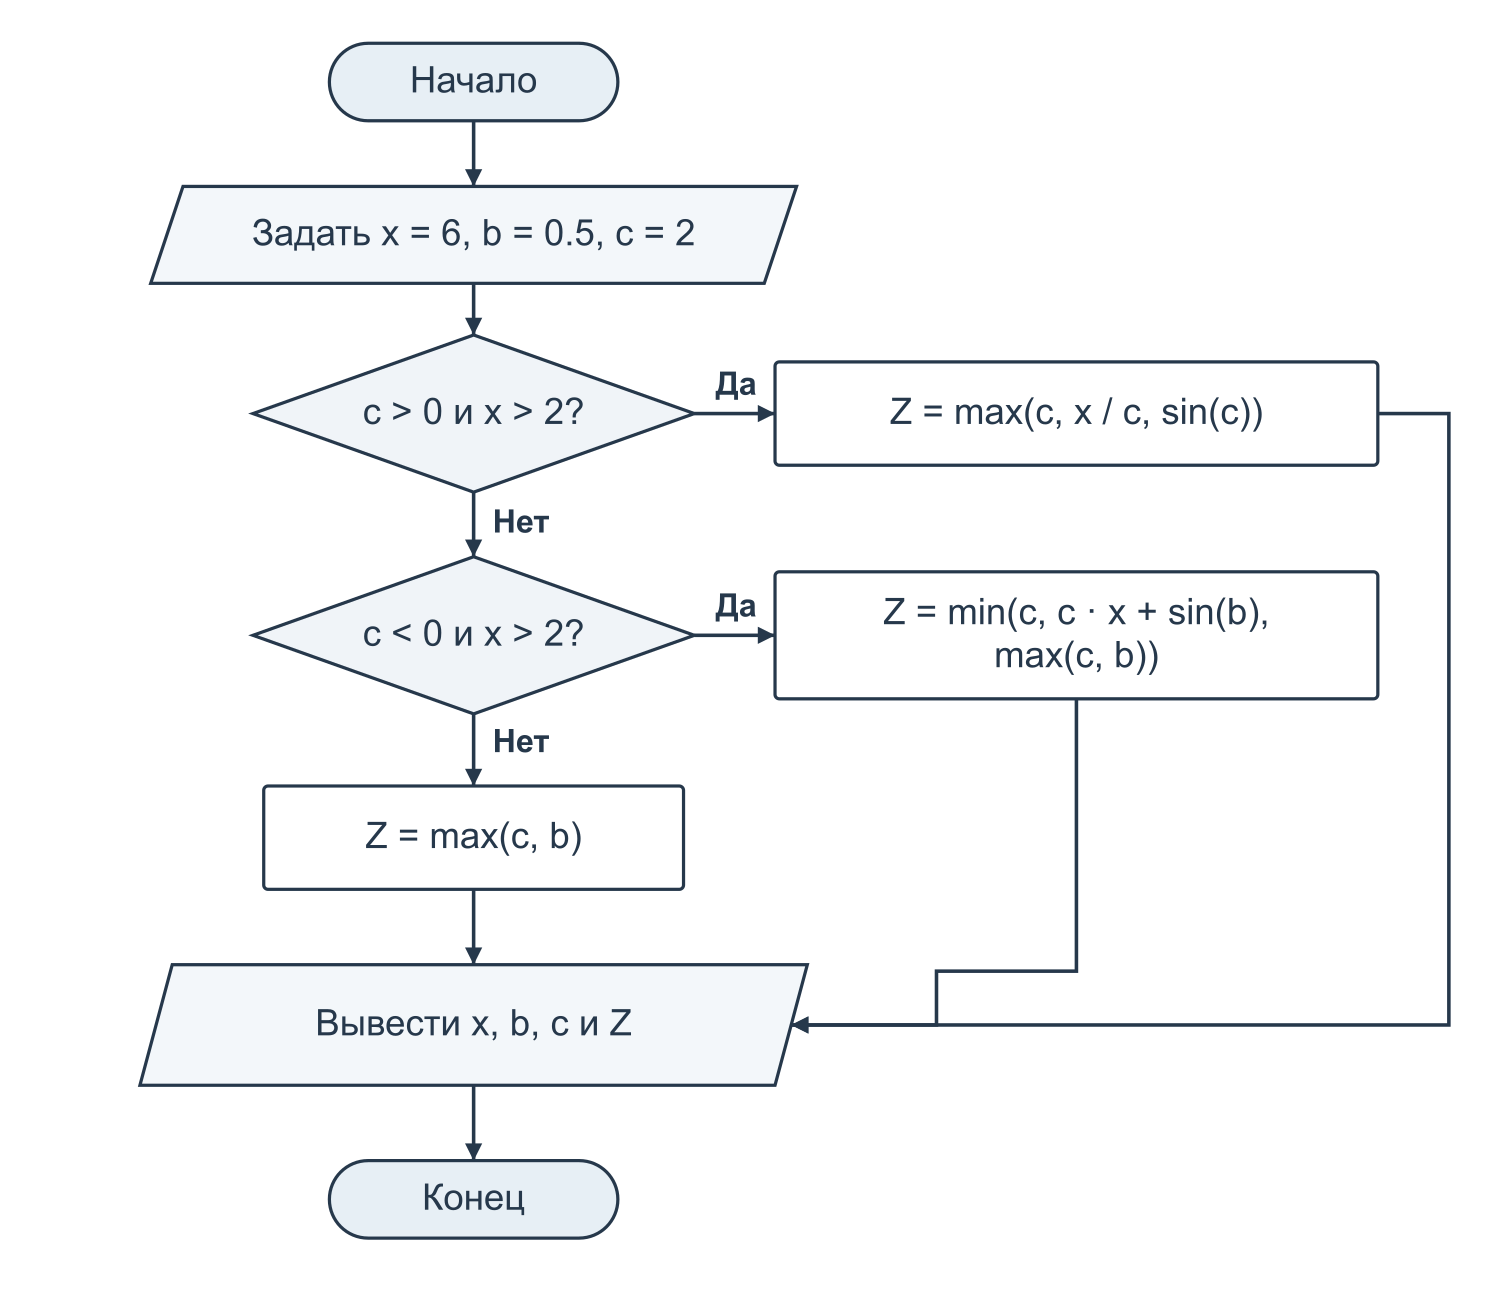 Начало
Задать x = 6, b = 0.5, c = 2
c > 0 и x > 2?
Да
Z = max(c, x / c, sin(c))
Нет
c < 0 и x > 2?
Да
Z = min(c, c · x + sin(b),
max(c, b))
Нет
Z = max(c, b)
Вывести x, b, c и Z
Конец